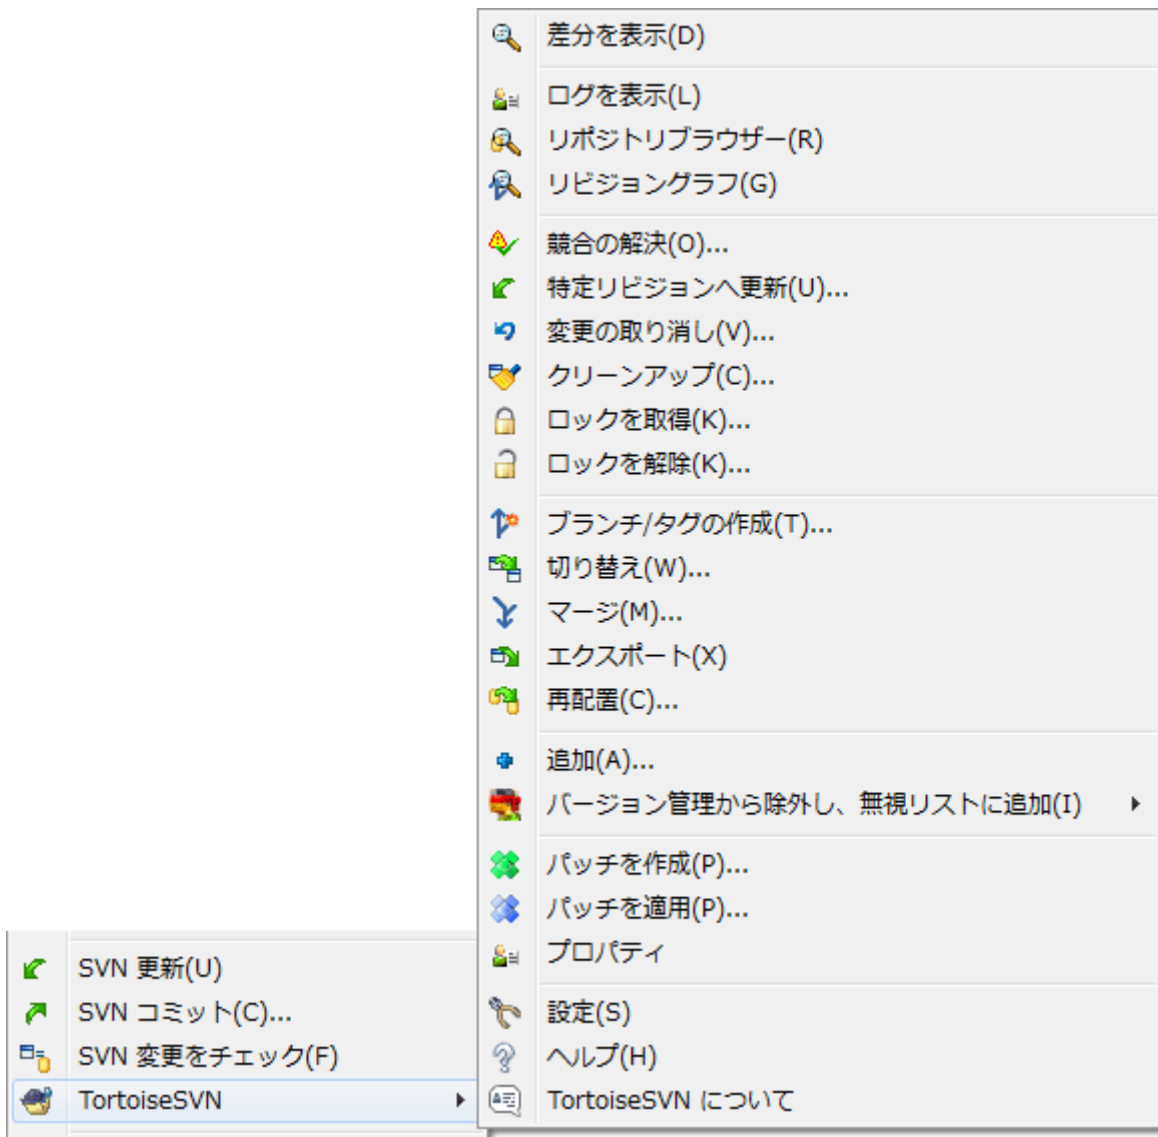 差分を表示(D)
ログを表示(L)
リポジトリブラウザー(R)
リビジョングラフ(G)
競合の解決(O)...
特定リビジョンへ更新(U)...
変更の取り消し(V)...
クリーンアップ(C)...
ロックを取得(K)...
ロックを解除(K)...
ブランチ/タグの作成(T)...
切り替え(W)...
マージ(M)...
エクスポート(X)
再配置(C)...
追加(A)...
バージョン管理から除外し、無視リストに追加(I)
パッチを作成(P)...
パッチを適用(P)...
プロパティ
設定(S)
ヘルプ(H)
TortoiseSVN について
SVN 更新(U)
SVN コミット(C)...
SVN 変更をチェック(F)
TortoiseSVN